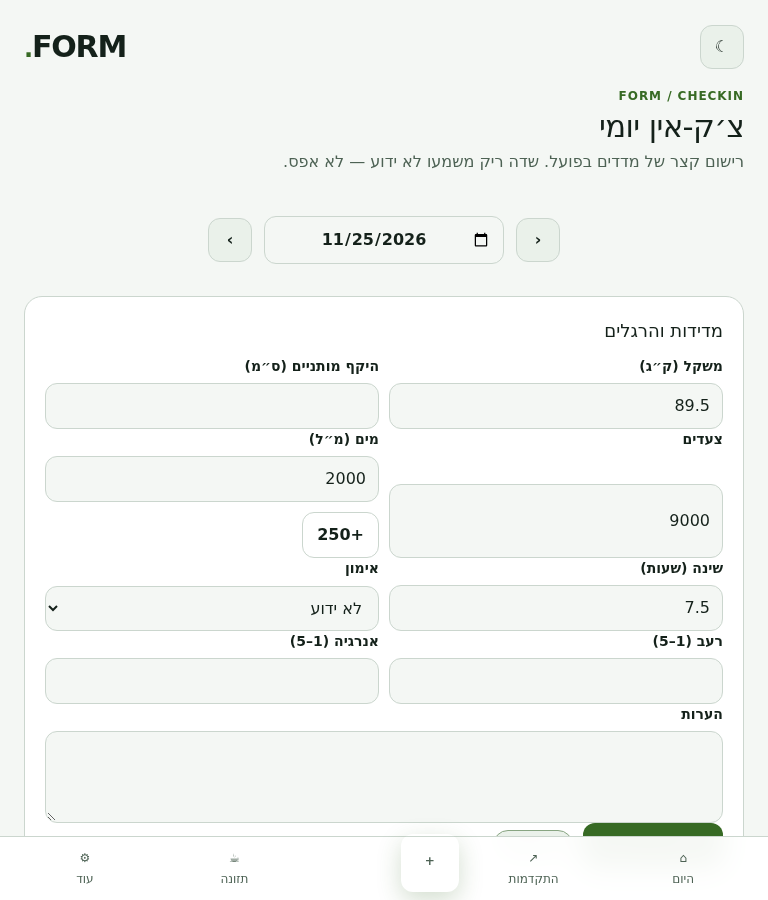 FORM.
☾
FORM / CHECKIN
צ׳ק-אין יומי
רישום קצר של מדדים בפועל. שדה ריק משמעו לא ידוע — לא אפס.
‹ 11/25/2026 ›
מדידות והרגלים
משקל (ק״ג)
89.5
היקף מותניים (ס״מ)
צעדים
9000
מים (מ״ל)
2000
+250
שינה (שעות)
7.5
אימון
לא ידוע
רעב (1–5)
אנרגיה (1–5)
הערות
היום
התקדמות
+
תזונה
עוד